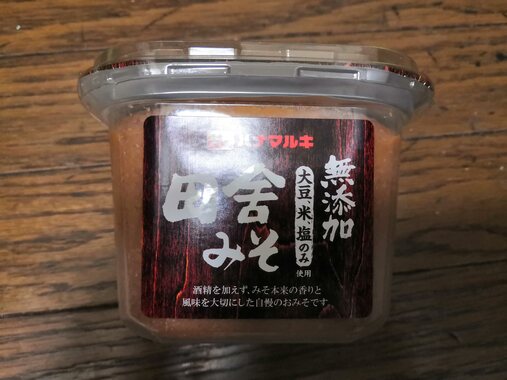 ハナマルキ
無添加
大豆、米、塩のみ
使用
田舎
みそ
酒精を加えず、みそ本来の香りと
風味を大切にした自慢のおみそです。